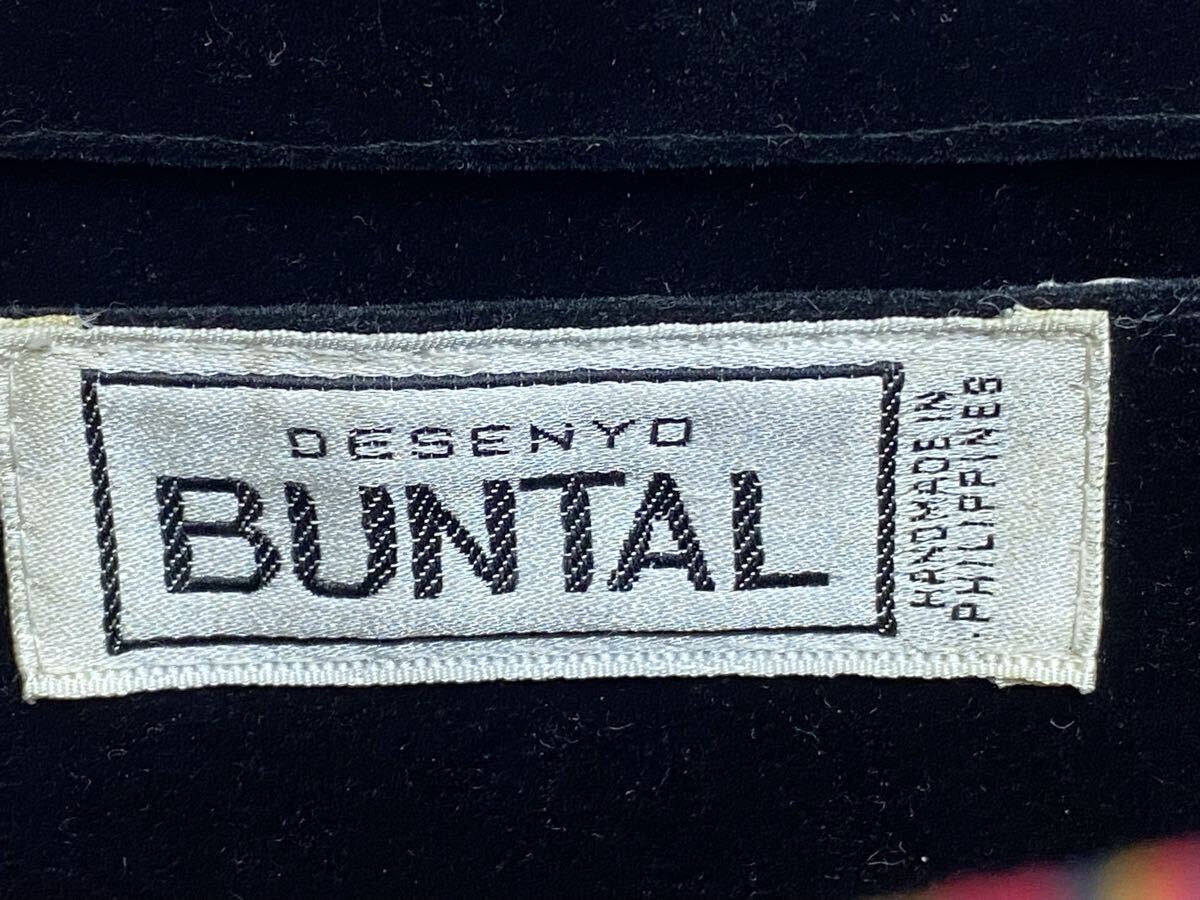 DESENYO
BUNTAL
HANDMADE IN
PHILIPPINES